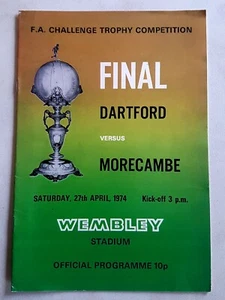 F.A. CHALLENGE TROPHY COMPETITION
FINAL
DARTFORD
VERSUS
MORECAMBE
SATURDAY, 27th APRIL, 1974 Kick-off 3 p.m.
WEMBLEY
STADIUM
OFFICIAL PROGRAMME 10p